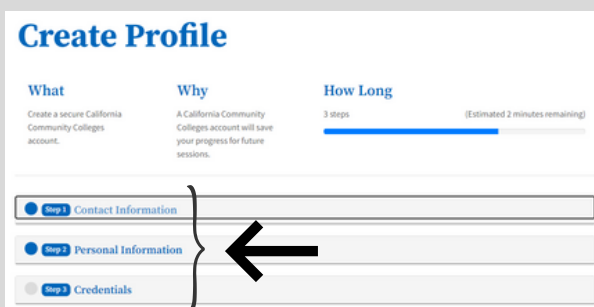 Create Profile
What
Why
How Long
Create a secure California
Community Colleges
account.
A California Community
Colleges account will save
your progress for future
sessions.
3 steps
(Estimated 2 minutes remaining)
Step 1 Contact Information
Step 2 Personal Information
Step 3 Credentials